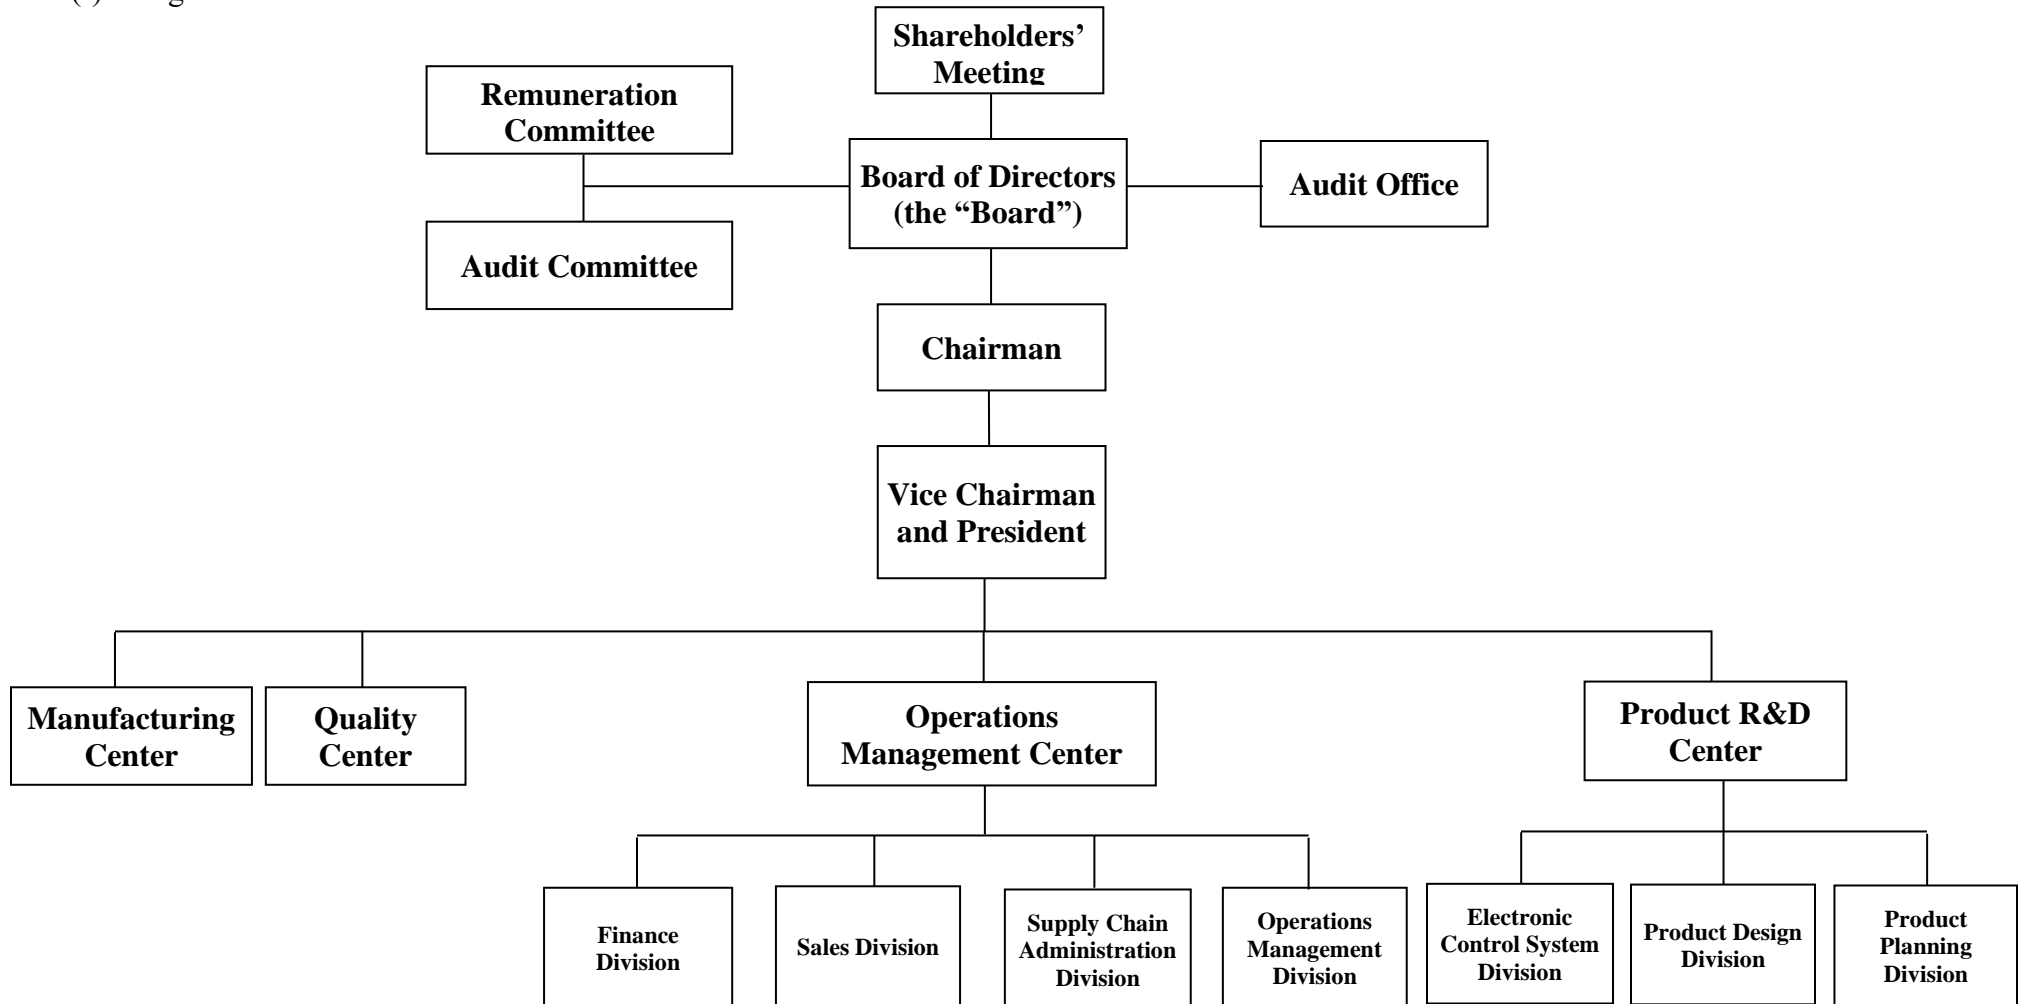 Shareholders’
Meeting
Remuneration
Committee
Board of Directors
(the “Board”)
Audit Office
Audit Committee
Chairman
Vice Chairman
and President
Manufacturing
Center
Quality
Center
Operations
Management Center
Product R&D
Center
Finance
Division
Sales Division
Supply Chain
Administration
Division
Operations
Management
Division
Electronic
Control System
Division
Product Design
Division
Product
Planning
Division